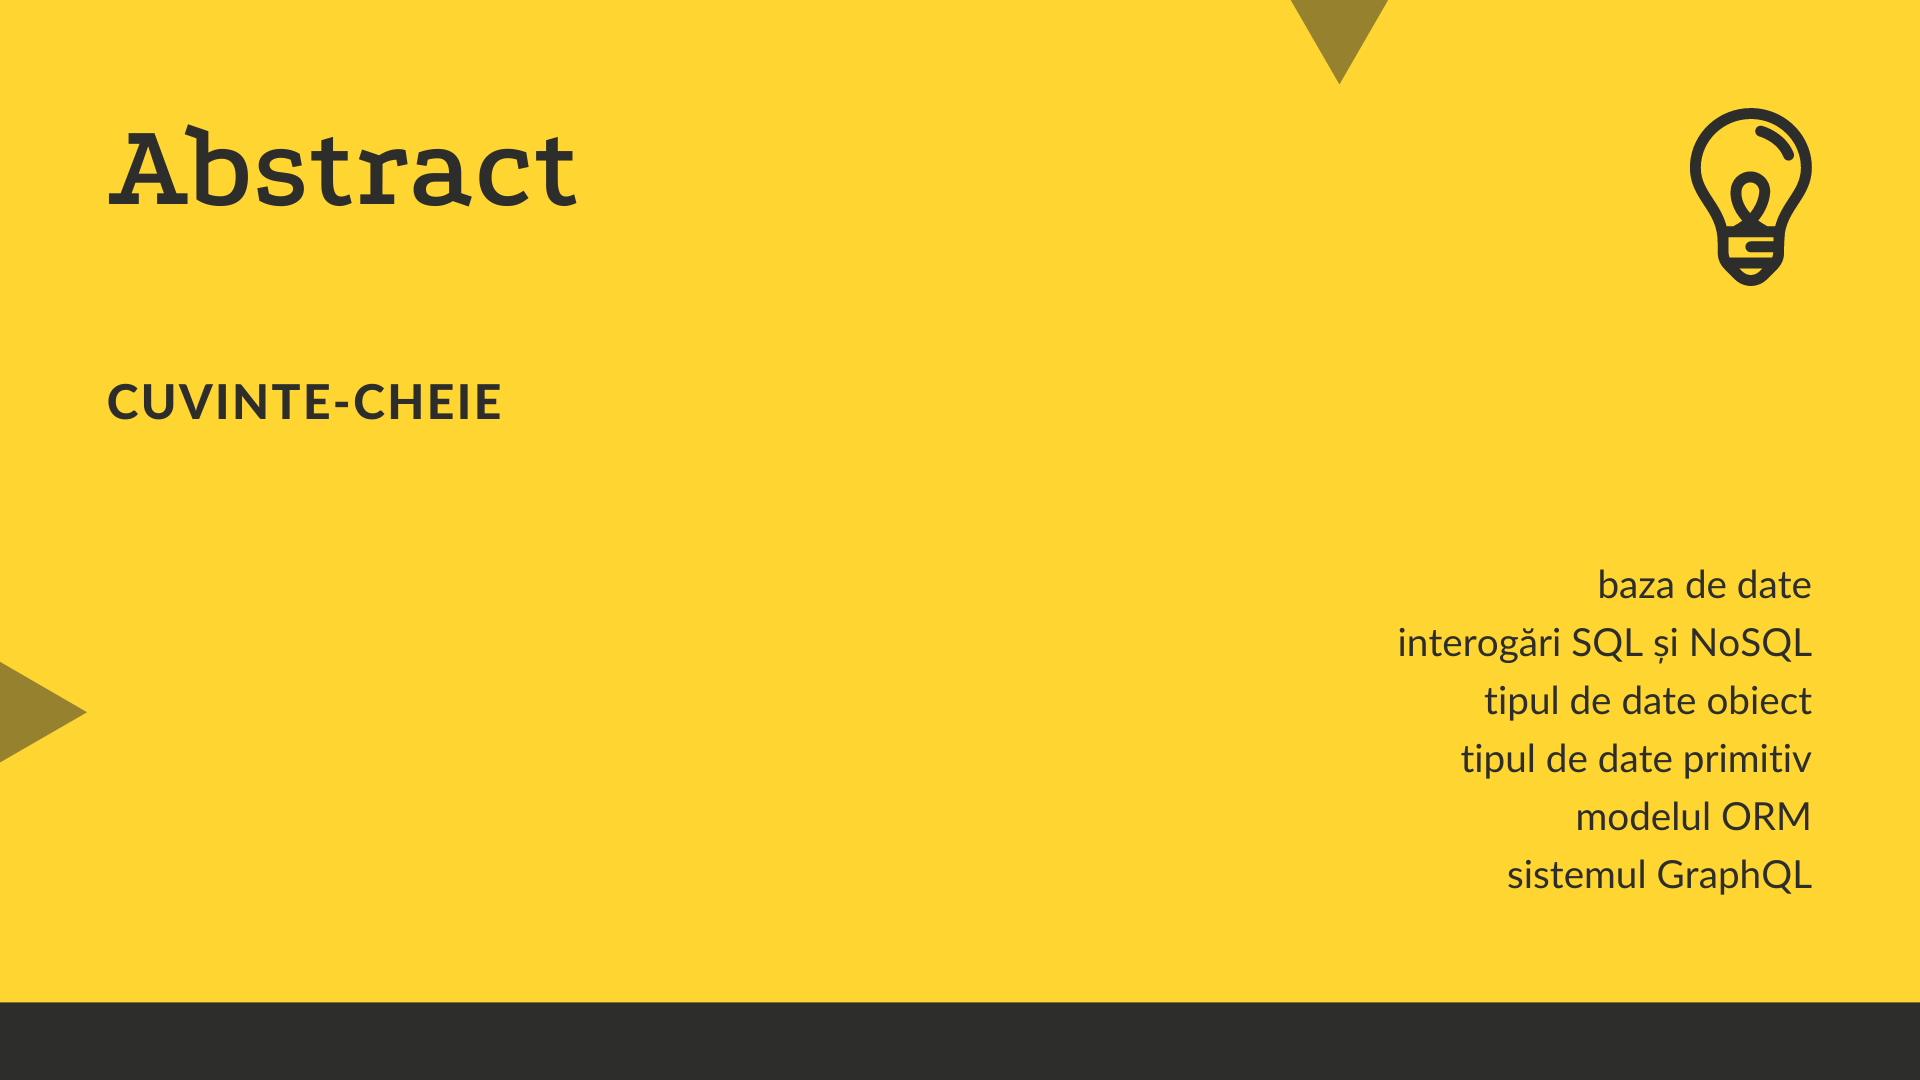 Abstract
CUVINTE-CHEIE
baza de date
interogări SQL și NoSQL
tipul de date obiect
tipul de date primitiv
modelul ORM
sistemul GraphQL